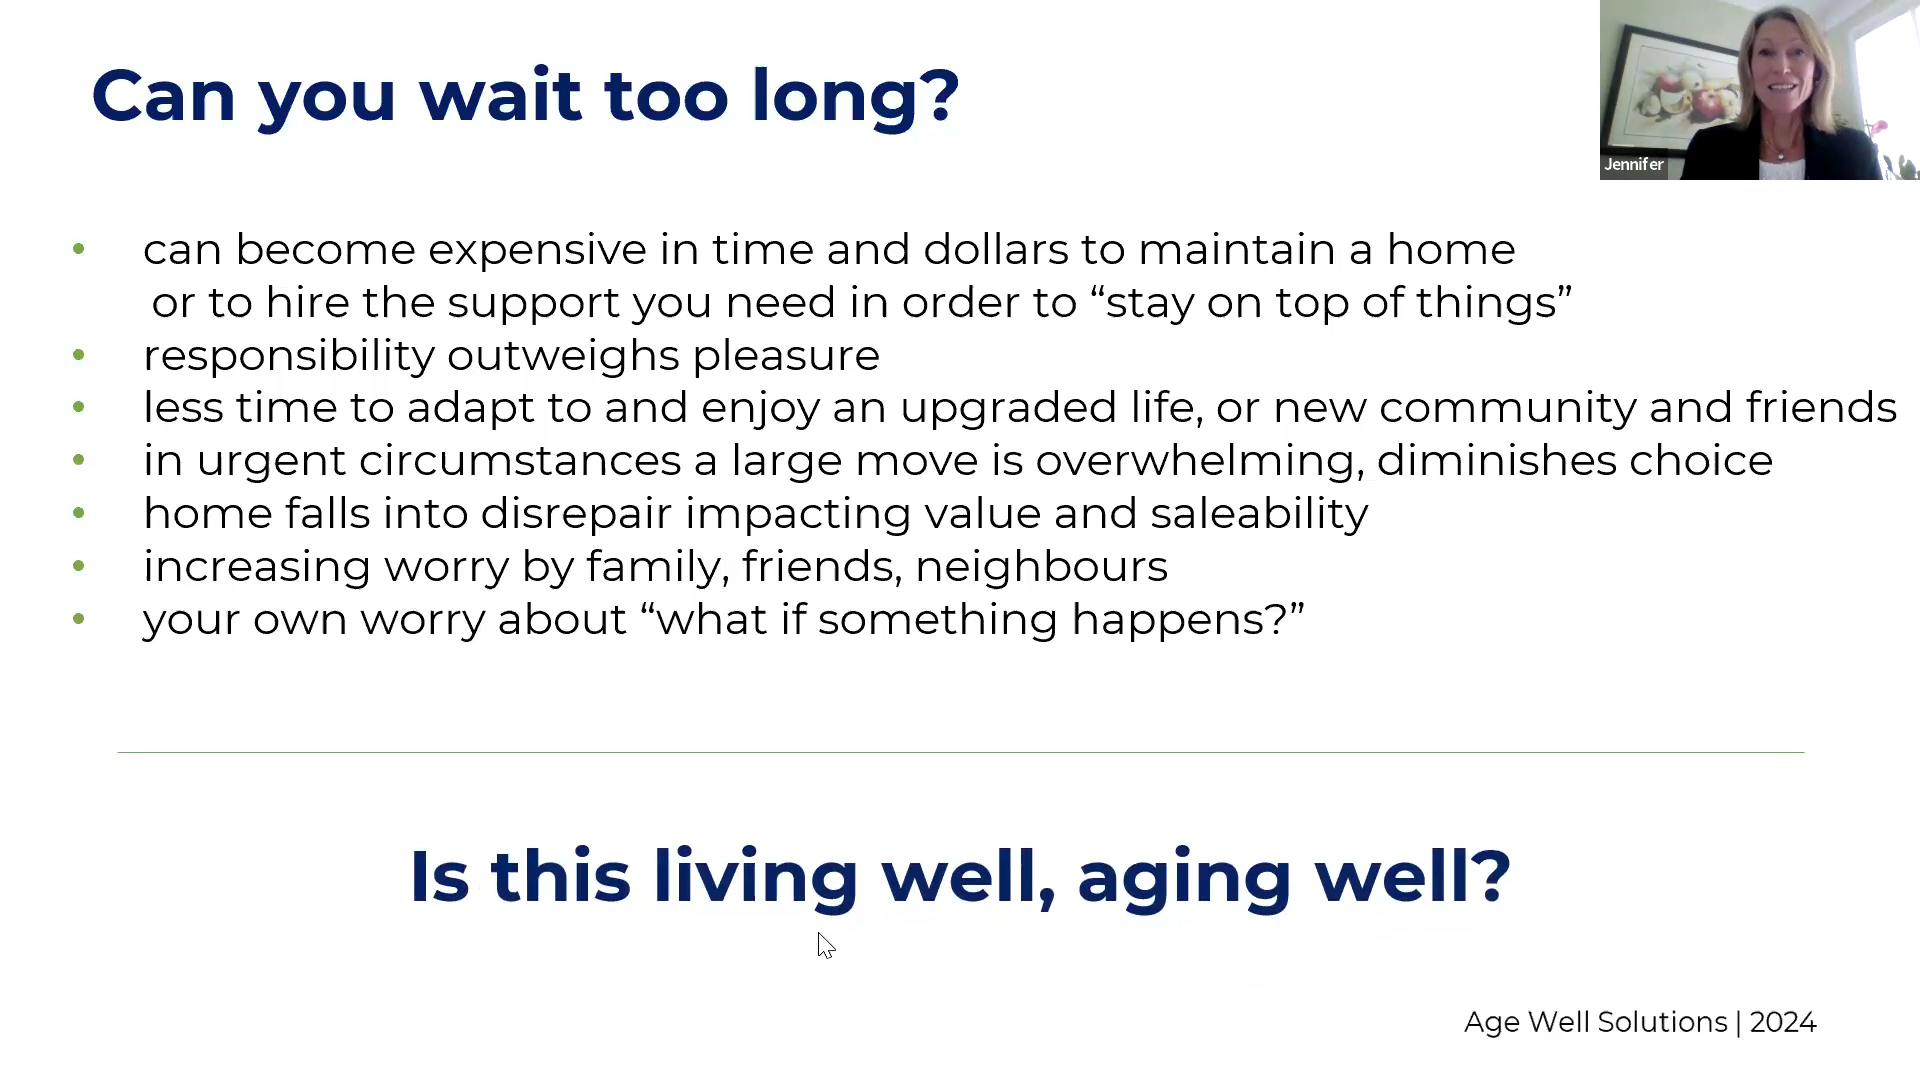 Can you wait too long?
Jennifer
• can become expensive in time and dollars to maintain a home
or to hire the support you need in order to “stay on top of things”
• responsibility outweighs pleasure
• less time to adapt to and enjoy an upgraded life, or new community and friends
• in urgent circumstances a large move is overwhelming, diminishes choice
• home falls into disrepair impacting value and saleability
• increasing worry by family, friends, neighbours
• your own worry about “what if something happens?”
Is this living well, aging well?
Age Well Solutions | 2024